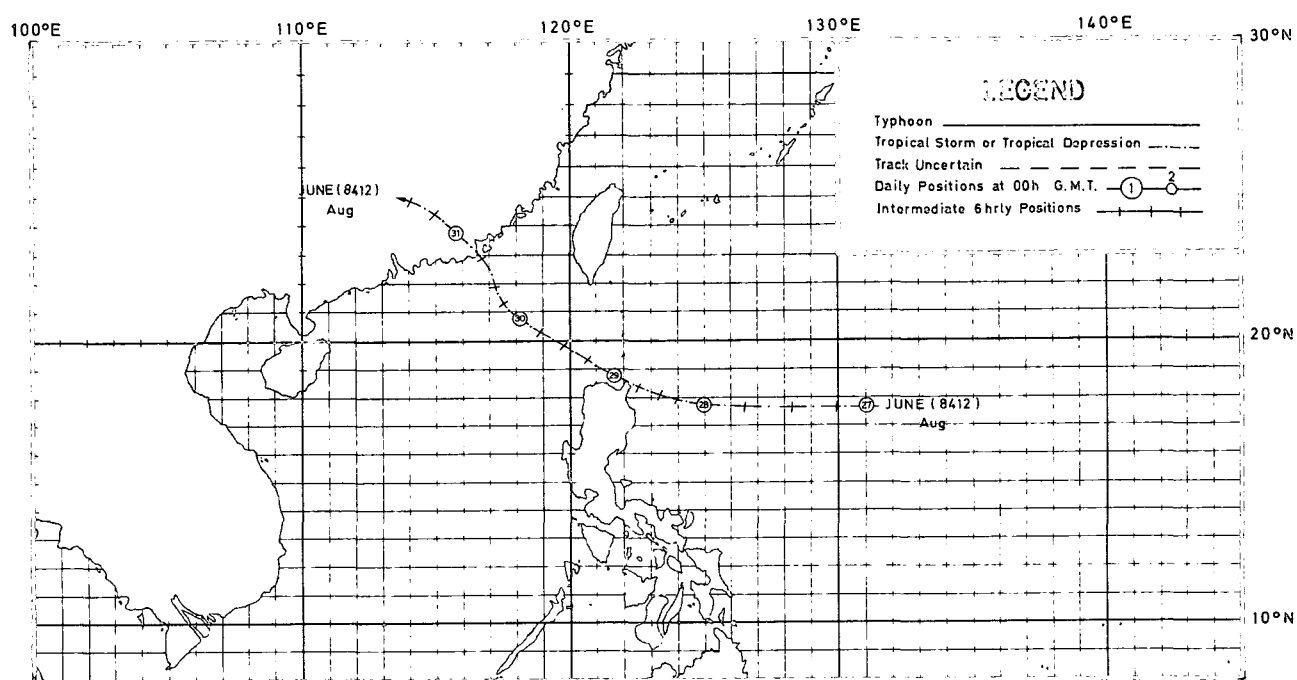 100°E 110°E 120°E 130°E 140°E
30°N
LEGEND
Typhoon
Tropical Storm or Tropical Depression
Track Uncertain
Daily Positions at 00h G.M.T. 1 2
Intermediate 6hrly Positions
JUNE (8412)
Aug
31
30
20°N
29
28
27
JUNE (8412)
Aug
10°N